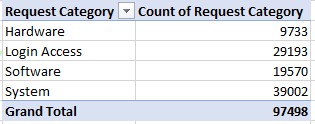 Request Category Count of Request Category
Hardware 9733
Login Access 29193
Software 19570
System 39002
Grand Total 97498